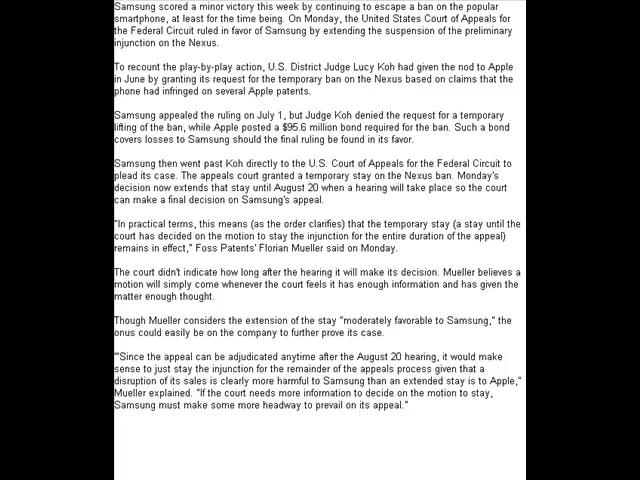 Samsung scored a minor victory this week by continuing to escape a ban on the popular
smartphone, at least for the time being. On Monday, the United States Court of Appeals for
the Federal Circuit ruled in favor of Samsung by extending the suspension of the preliminary
injunction on the Nexus.
To recount the play-by-play action, U.S. District Judge Lucy Koh had given the nod to Apple
in June by granting its request for the temporary ban on the Nexus based on claims that the
phone had infringed on several Apple patents.
Samsung appealed the ruling on July 1, but Judge Koh denied the request for a temporary
lifting of the ban, while Apple posted a $95.6 million bond required for the ban. Such a bond
covers losses to Samsung should the final ruling be found in its favor.
Samsung then went past Koh directly to the U.S. Court of Appeals for the Federal Circuit to
plead its case. The appeals court granted a temporary stay on the Nexus ban. Monday's
decision now extends that stay until August 20 when a hearing will take place so the court
can make a final decision on Samsung's appeal.
"In practical terms, this means (as the order clarifies) that the temporary stay (a stay until the
court has decided on the motion to stay the injunction for the entire duration of the appeal)
remains in effect," Foss Patents' Florian Mueller said on Monday.
The court didn't indicate how long after the hearing it will make its decision. Mueller believes a
motion will simply come whenever the court feels it has enough information and has given the
matter enough thought.
Though Mueller considers the extension of the stay "moderately favorable to Samsung," the
onus could easily be on the company to further prove its case.
"'Since the appeal can be adjudicated anytime after the August 20 hearing, it would make
sense to just stay the injunction for the remainder of the appeals process given that a
disruption of its sales is clearly more harmful to Samsung than an extended stay is to Apple,"
Mueller explained. "If the court needs more information to decide on the motion to stay,
Samsung must make some more headway to prevail on its appeal."